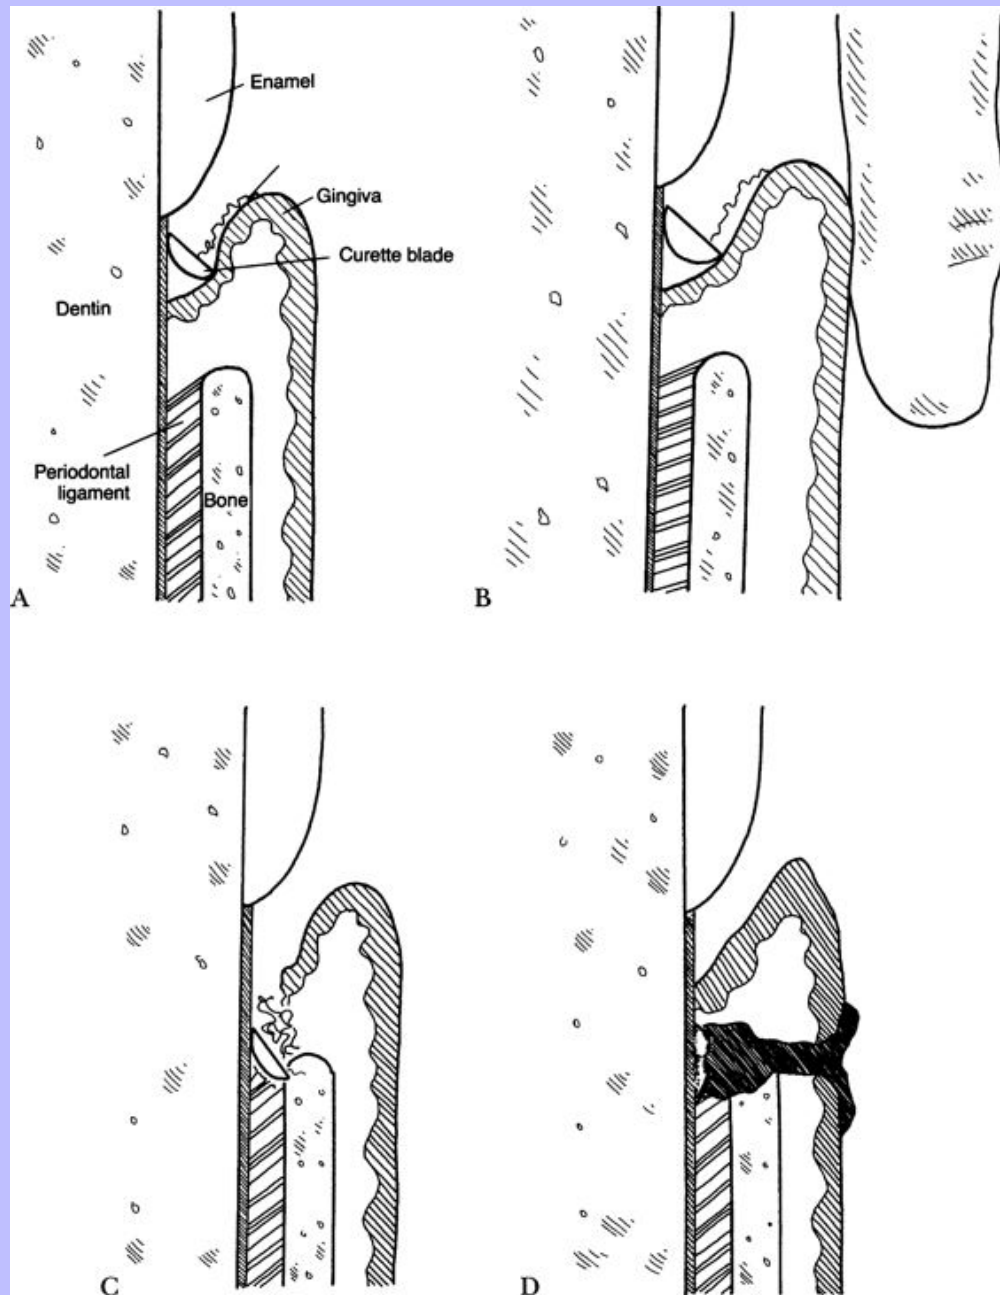 Enamel
Gingiva
Curette blade
Dentin
Periodontal
ligament
Bone
A
B
C
D